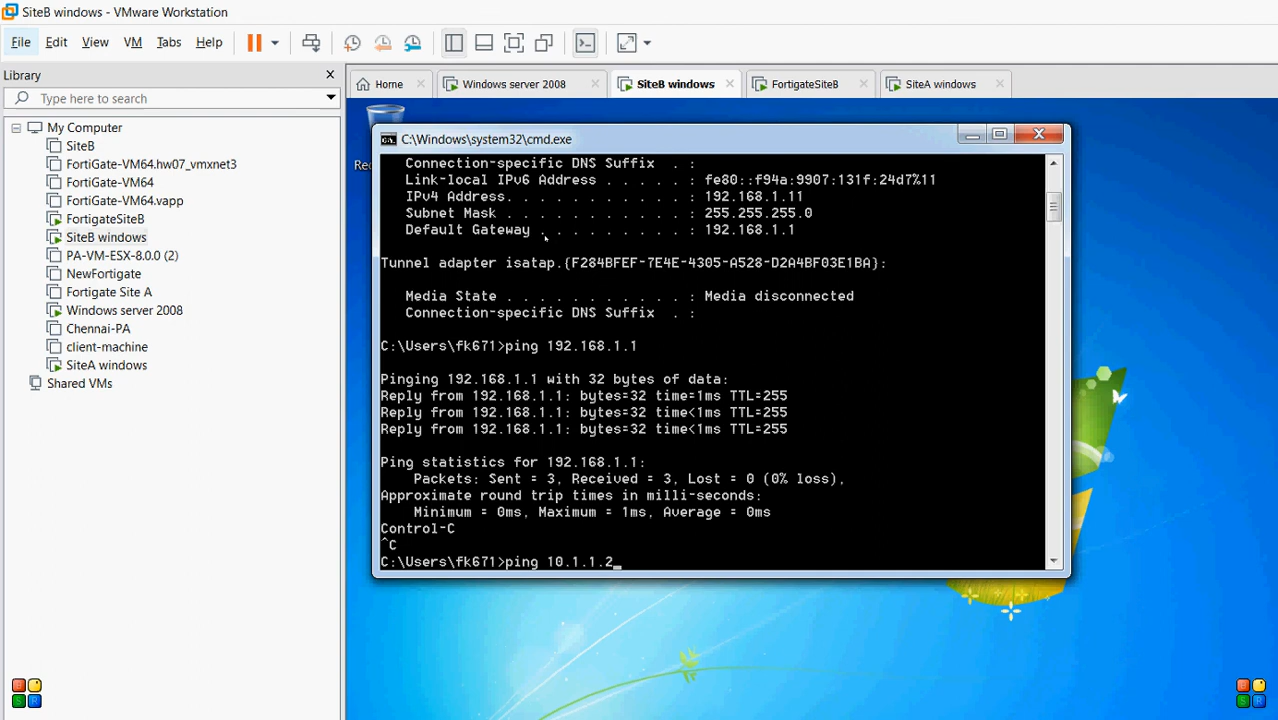 SiteB windows - VMware Workstation
File Edit View VM Tabs Help
Library
Type here to search
My Computer
SiteB
FortiGate-VM64.hw07_vmxnet3
FortiGate-VM64
FortiGate-VM64.vapp
FortigateSiteB
SiteB windows
PA-VM-ESX-8.0.0 (2)
NewFortigate
Fortigate Site A
Windows server 2008
Chennai-PA
client-machine
SiteA windows
Shared VMs
Home Windows server 2008 SiteB windows FortigateSiteB SiteA windows
C:\Windows\system32\cmd.exe
Connection-specific DNS Suffix . :
Link-local IPv6 Address . . . . . : fe80::f94a:9907:131f:24d7%11
IPv4 Address. . . . . . . . . . . : 192.168.1.11
Subnet Mask . . . . . . . . . . . : 255.255.255.0
Default Gateway . . . . . . . . . : 192.168.1.1
Tunnel adapter isatap.{F284BFEF-7E4E-4305-A528-D2A4BF03E1BA}:
Media State . . . . . . . . . . . : Media disconnected
Connection-specific DNS Suffix . :
C:\Users\fk671>ping 192.168.1.1
Pinging 192.168.1.1 with 32 bytes of data:
Reply from 192.168.1.1: bytes=32 time=1ms TTL=255
Reply from 192.168.1.1: bytes=32 time<1ms TTL=255
Reply from 192.168.1.1: bytes=32 time<1ms TTL=255
Ping statistics for 192.168.1.1:
Packets: Sent = 3, Received = 3, Lost = 0 (0% loss),
Approximate round trip times in milli-seconds:
Minimum = 0ms, Maximum = 1ms, Average = 0ms
Control-C
^C
C:\Users\fk671>ping 10.1.1.2
B
S R
B
S R